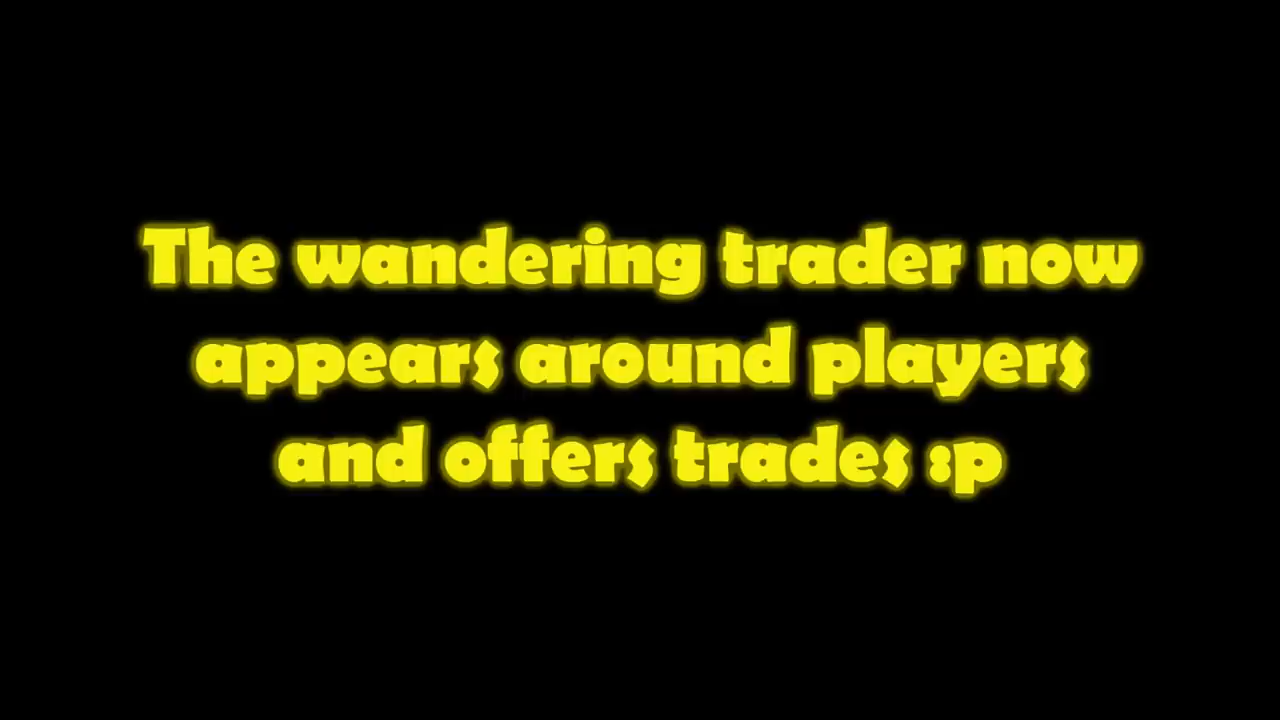 The wandering trader now
appears around players
and offers trades :p